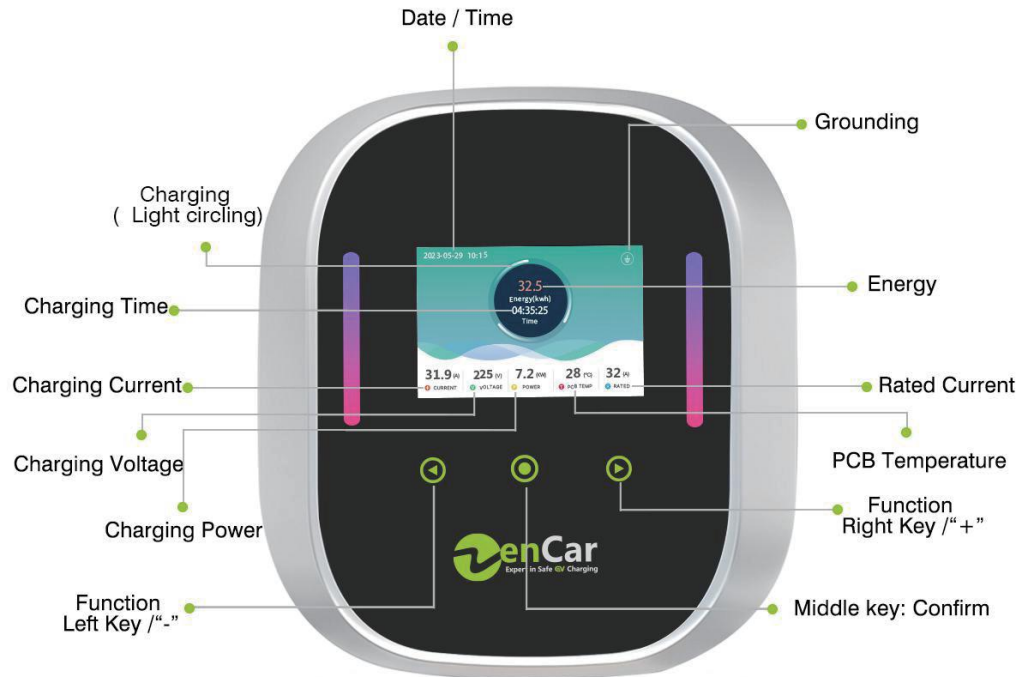 Date / Time
Grounding
Charging
( Light circling)
2023-05-29 10:15
32.5
Energy(kwh)
04:35:25
Time
Energy
Charging Time
31.9 (A)
CURRENT
225 (V)
VOLTAGE
7.2 (KW)
POWER
28 (°C)
PCB TEMP
32 (A)
RATED
Charging Current
Rated Current
Charging Voltage
PCB Temperature
Charging Power
Function
Right Key /“+”
enCar
Expert in Safe EV Charging
Function
Left Key /“-”
Middle key: Confirm